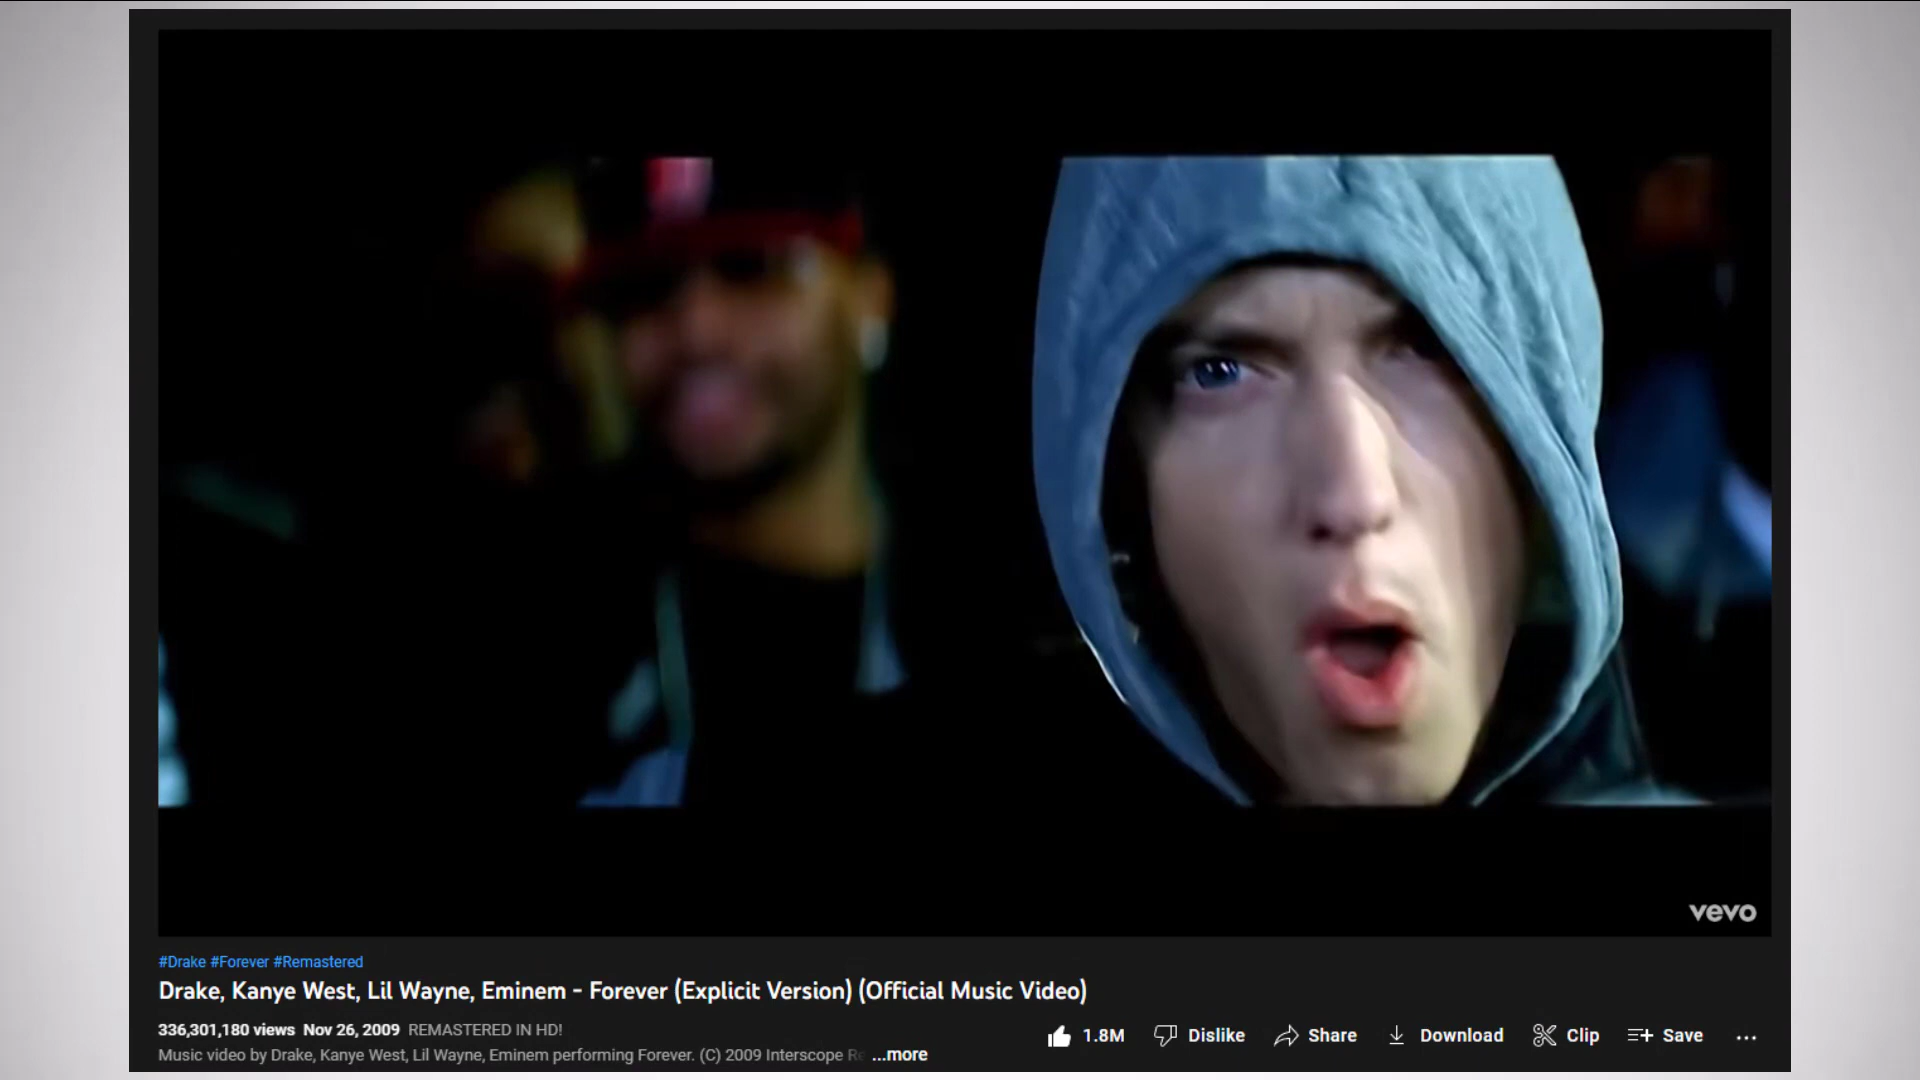 vevo
#Drake #Forever #Remastered
Drake, Kanye West, Lil Wayne, Eminem - Forever (Explicit Version) (Official Music Video)
336,301,180 views Nov 26, 2009 REMASTERED IN HD!
1.8M Dislike Share Download Clip Save ...
Music video by Drake, Kanye West, Lil Wayne, Eminem performing Forever. (C) 2009 Interscope Re ...more